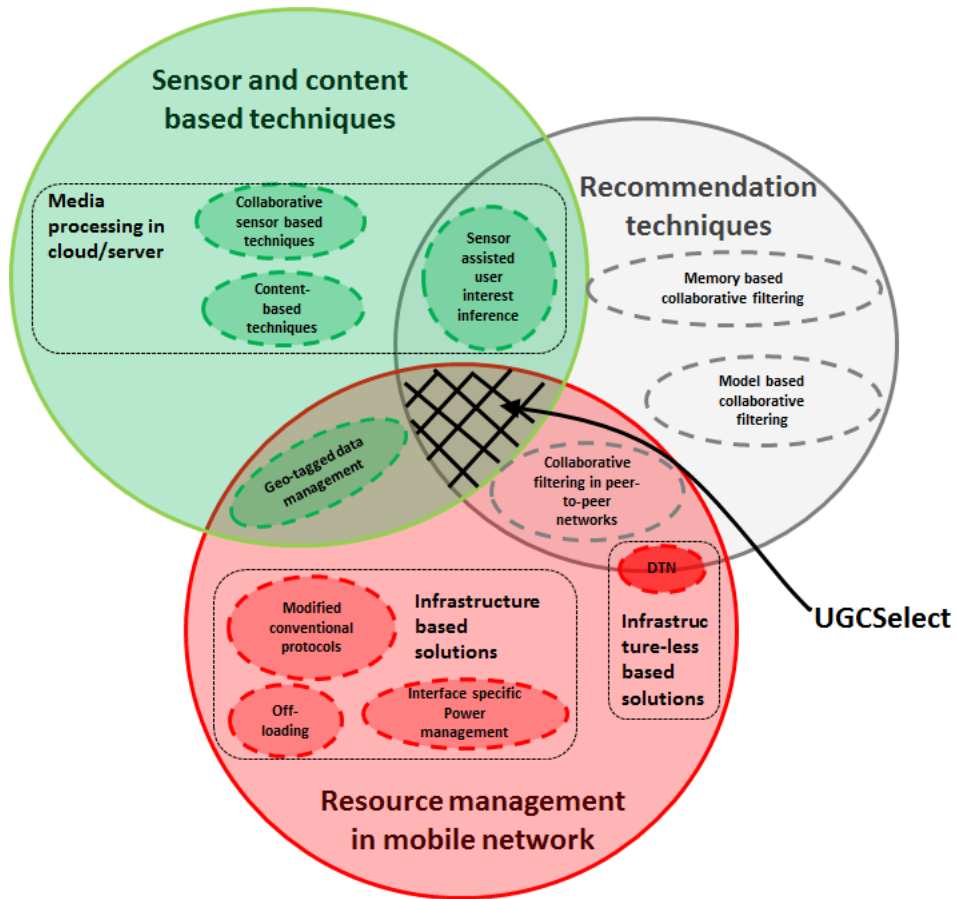 Sensor and content
based techniques
Recommendation
techniques
Media
processing in
cloud/server
Collaborative
sensor based
techniques
Content-
based
techniques
Sensor
assisted
user
interest
inference
Memory based
collaborative filtering
Model based
collaborative
filtering
Geo-tagged data
management
Collaborative
filtering in peer-
to-peer
networks
DTN
UGCSelect
Modified
conventional
protocols
Infrastructure
based
solutions
Infrastruc
ture-less
based
solutions
Off-
loading
Interface specific
Power
management
Resource management
in mobile network